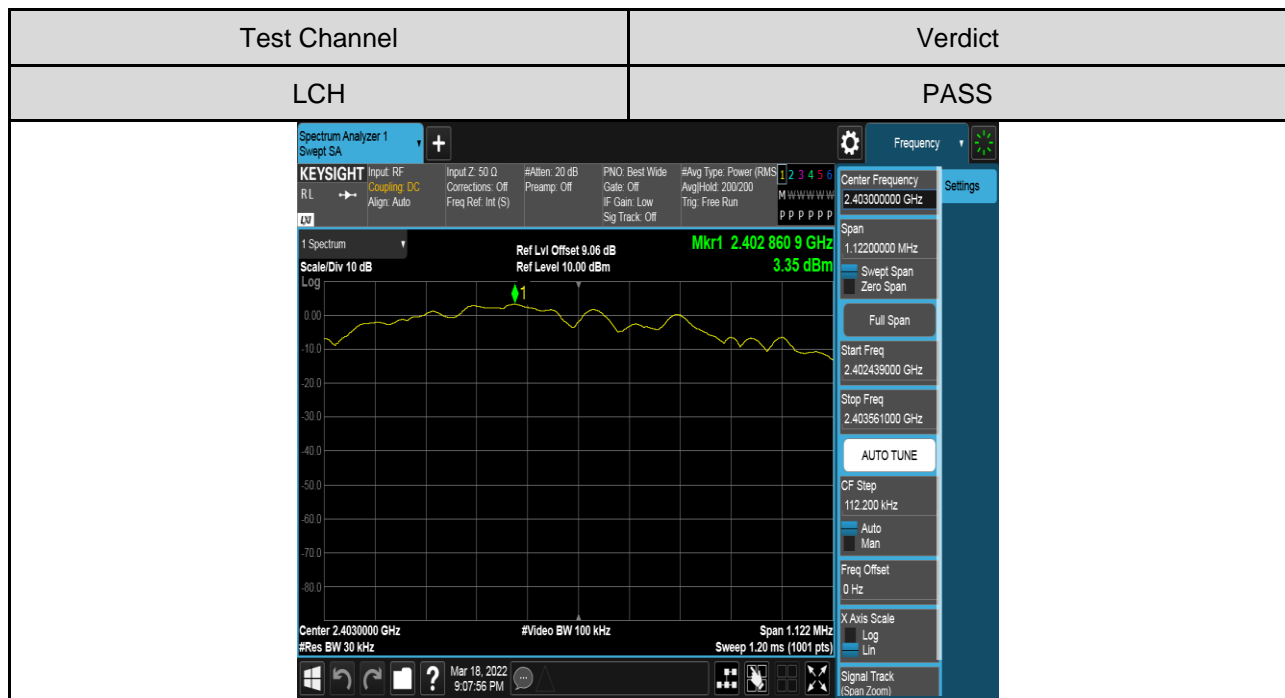 Test Channel Verdict
LCH PASS
Spectrum Analyzer 1
Swept SA
+
Frequency
KEYSIGHT Input: RF Input Z: 50 Ω #Atten: 20 dB PNO: Best Wide #Avg Type: Power (RMS 1 2 3 4 5 6
RL Coupling: DC Corrections: Off Preamp: Off Gate: Off Avg|Hold: 200/200 M W W W W W
Align: Auto Freq Ref: Int (S) IF Gain: Low Trig: Free Run
LXI Sig Track: Off P P P P P P
1 Spectrum
Scale/Div 10 dB
Ref Lvl Offset 9.06 dB
Ref Level 10.00 dBm
Mkr1 2.402 860 9 GHz
3.35 dBm
Log
1
0.00
-10.0
-20.0
-30.0
-40.0
-50.0
-60.0
-70.0
-80.0
Center 2.4030000 GHz #Video BW 100 kHz Span 1.122 MHz
#Res BW 30 kHz Sweep 1.20 ms (1001 pts)
? Mar 18, 2022
9:07:56 PM
Center Frequency
2.403000000 GHz
Settings
Span
1.12200000 MHz
Swept Span
Zero Span
Full Span
Start Freq
2.402439000 GHz
Stop Freq
2.403561000 GHz
AUTO TUNE
CF Step
112.200 kHz
Auto
Man
Freq Offset
0 Hz
X Axis Scale
Log
Lin
Signal Track
(Span Zoom)